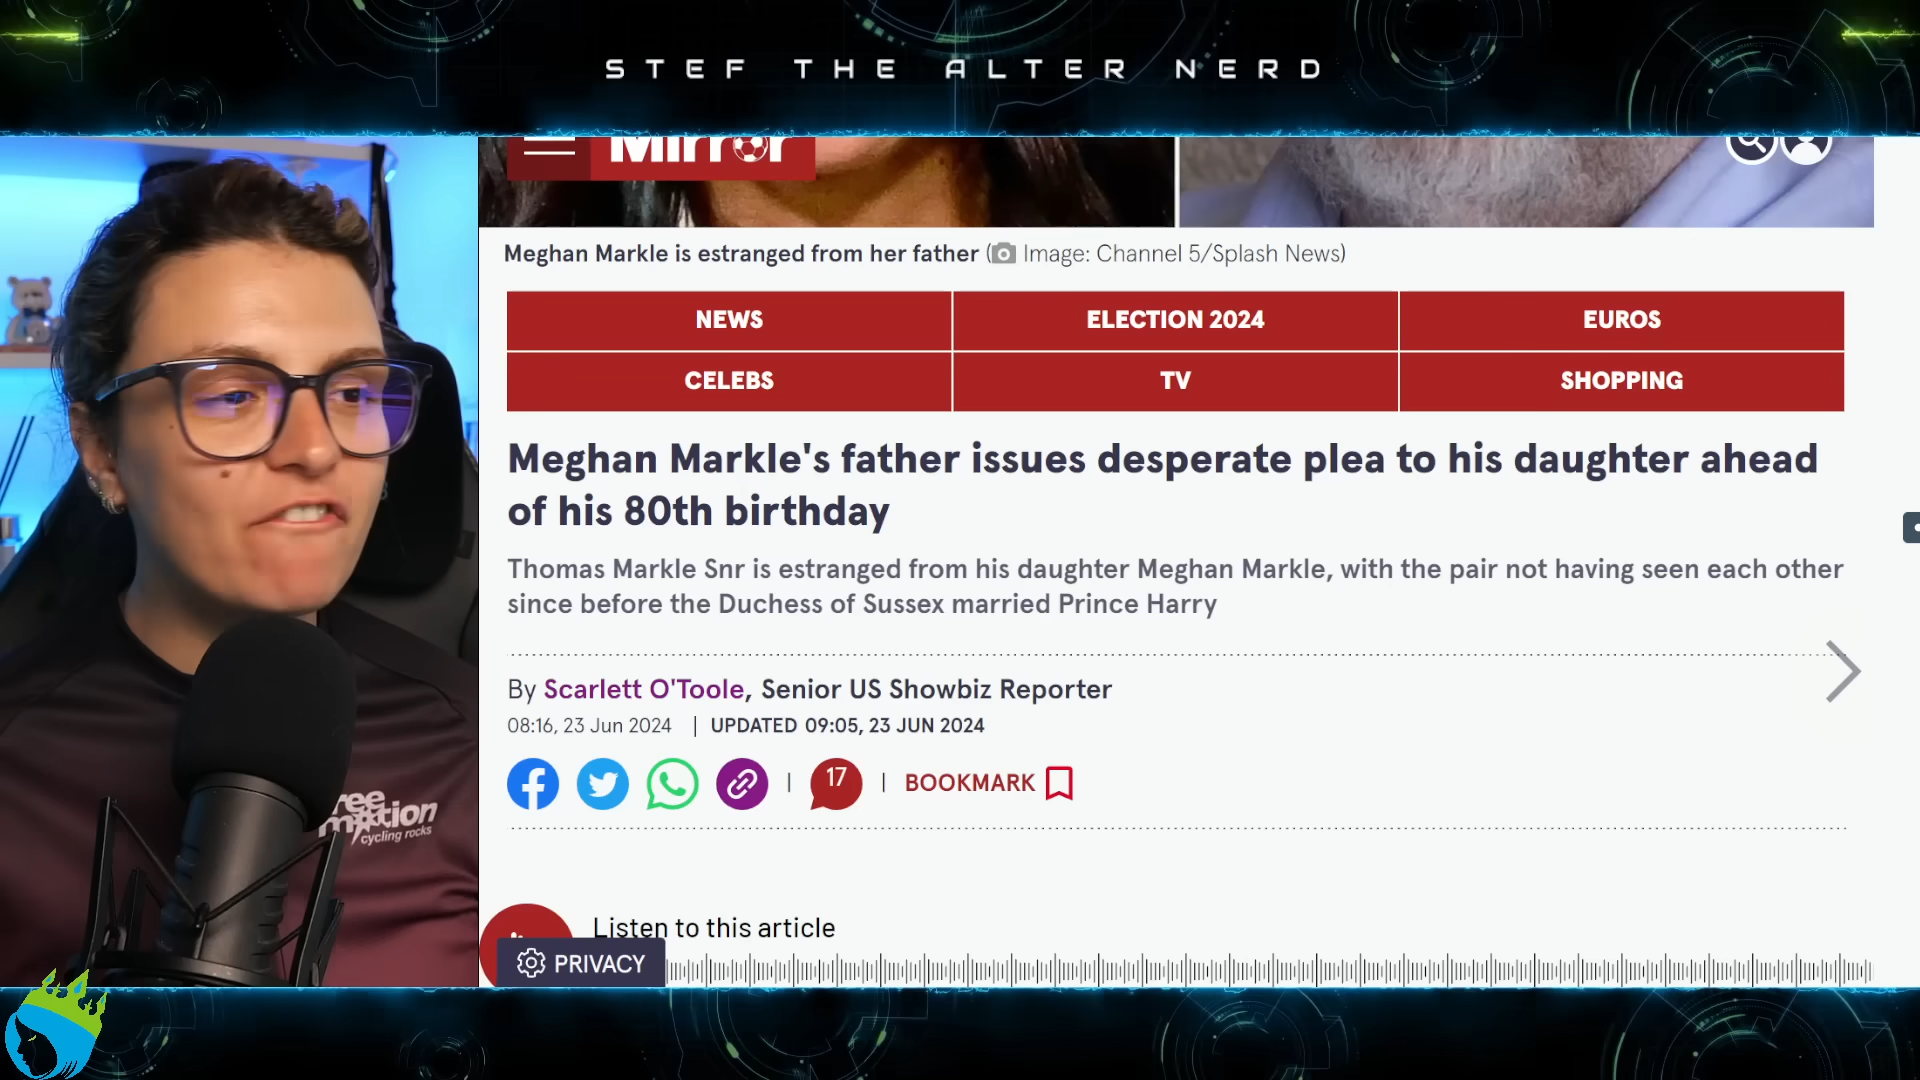 STEF THE ALTER NERD
Mirror
Meghan Markle is estranged from her father (Image: Channel 5/Splash News)
NEWS
ELECTION 2024
EUROS
CELEBS
TV
SHOPPING
Meghan Markle's father issues desperate plea to his daughter ahead
of his 80th birthday
Thomas Markle Snr is estranged from his daughter Meghan Markle, with the pair not having seen each other
since before the Duchess of Sussex married Prince Harry
By Scarlett O'Toole, Senior US Showbiz Reporter
08:16, 23 Jun 2024 | UPDATED 09:05, 23 JUN 2024
17 | BOOKMARK
Listen to this article
PRIVACY
free
motion
cycling rocks